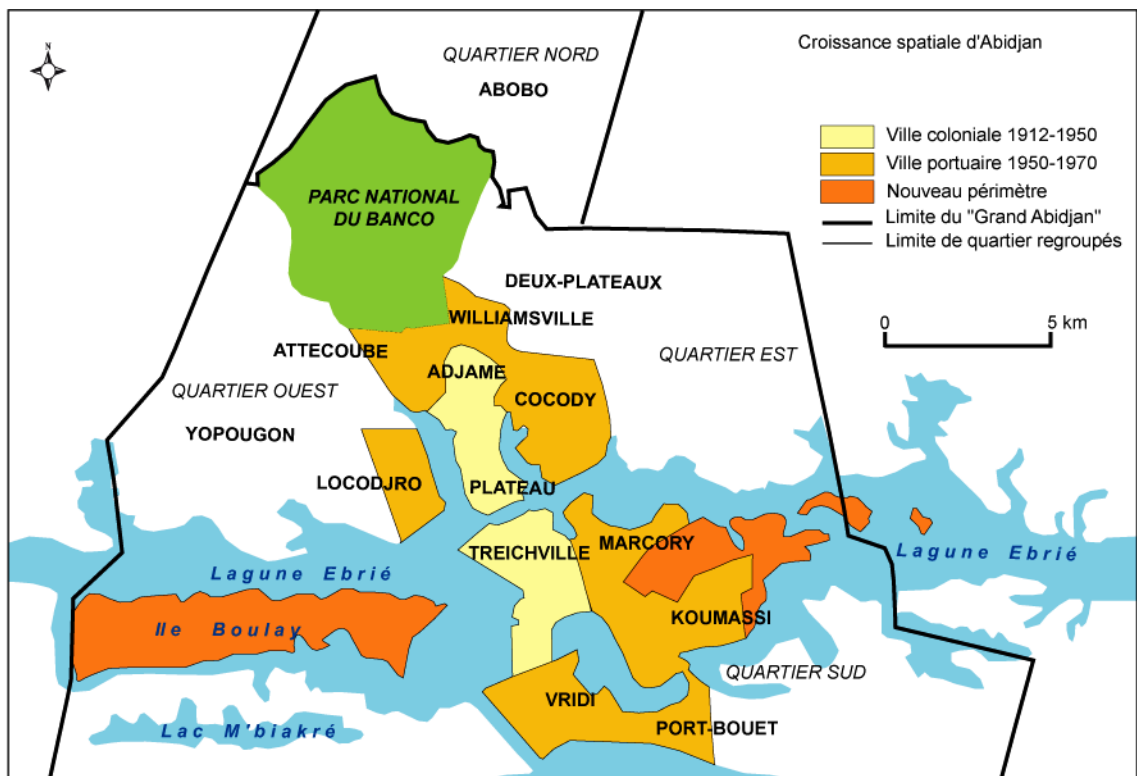 N
QUARTIER NORD
ABOBO
Croissance spatiale d'Abidjan
Ville coloniale 1912-1950
Ville portuaire 1950-1970
Nouveau périmètre
Limite du "Grand Abidjan"
Limite de quartier regroupés
0 5 km
PARC NATIONAL
DU BANCO
DEUX-PLATEAUX
WILLIAMSVILLE
ATTECOUBE
QUARTIER EST
ADJAME
QUARTIER OUEST
COCODY
YOPOUGON
LOCODJRO
PLATEAU
TREICHVILLE
MARCORY
Lagune Ebrié
Lagune Ebrié
Ile Boulay
KOUMASSI
QUARTIER SUD
VRIDI
PORT-BOUET
Lac M'biakré